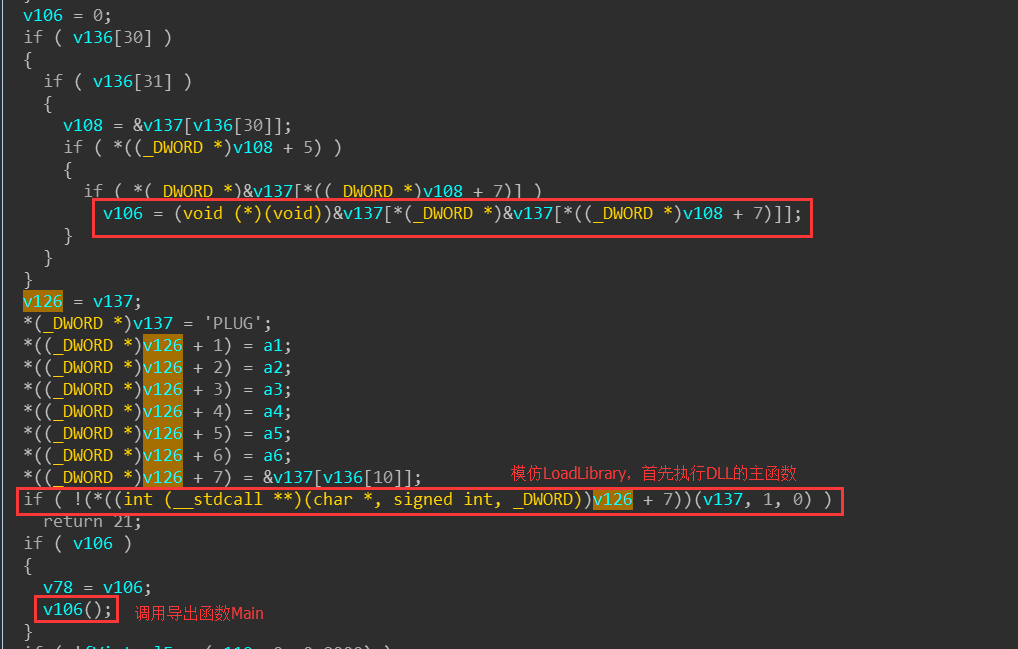 v106 = 0;
if ( v136[30] )
{
if ( v136[31] )
{
v108 = &v137[v136[30]];
if ( *((_DWORD *)v108 + 5) )
{
if ( *(_DWORD *)&v137[*((_DWORD *)v108 + 7)] )
v106 = (void (*)(void))&v137[*(_DWORD *)&v137[*((_DWORD *)v108 + 7)]];
}
}
}
v126 = v137;
*(_DWORD *)v137 = 'PLUG';
*((_DWORD *)v126 + 1) = a1;
*((_DWORD *)v126 + 2) = a2;
*((_DWORD *)v126 + 3) = a3;
*((_DWORD *)v126 + 4) = a4;
*((_DWORD *)v126 + 5) = a5;
*((_DWORD *)v126 + 6) = a6;
*((_DWORD *)v126 + 7) = &v137[v136[10]];
模仿LoadLibrary，首先执行DLL的主函数
if ( !(*((int (__stdcall **)(char *, signed int, _DWORD))v126 + 7))(v137, 1, 0) )
return 21;
if ( v106 )
{
v78 = v106;
v106(); 调用导出函数Main
}